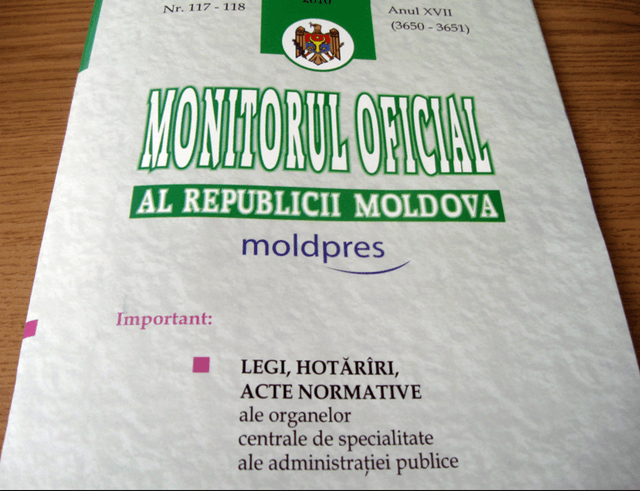 Nr. 117 - 118
2010
Anul XVII
(3650 - 3651)
MONITORUL OFICIAL
AL REPUBLICII MOLDOVA
moldpres
Important:
LEGI, HOTĂRÎRI,
ACTE NORMATIVE
ale organelor
centrale de specialitate
ale administrației publice